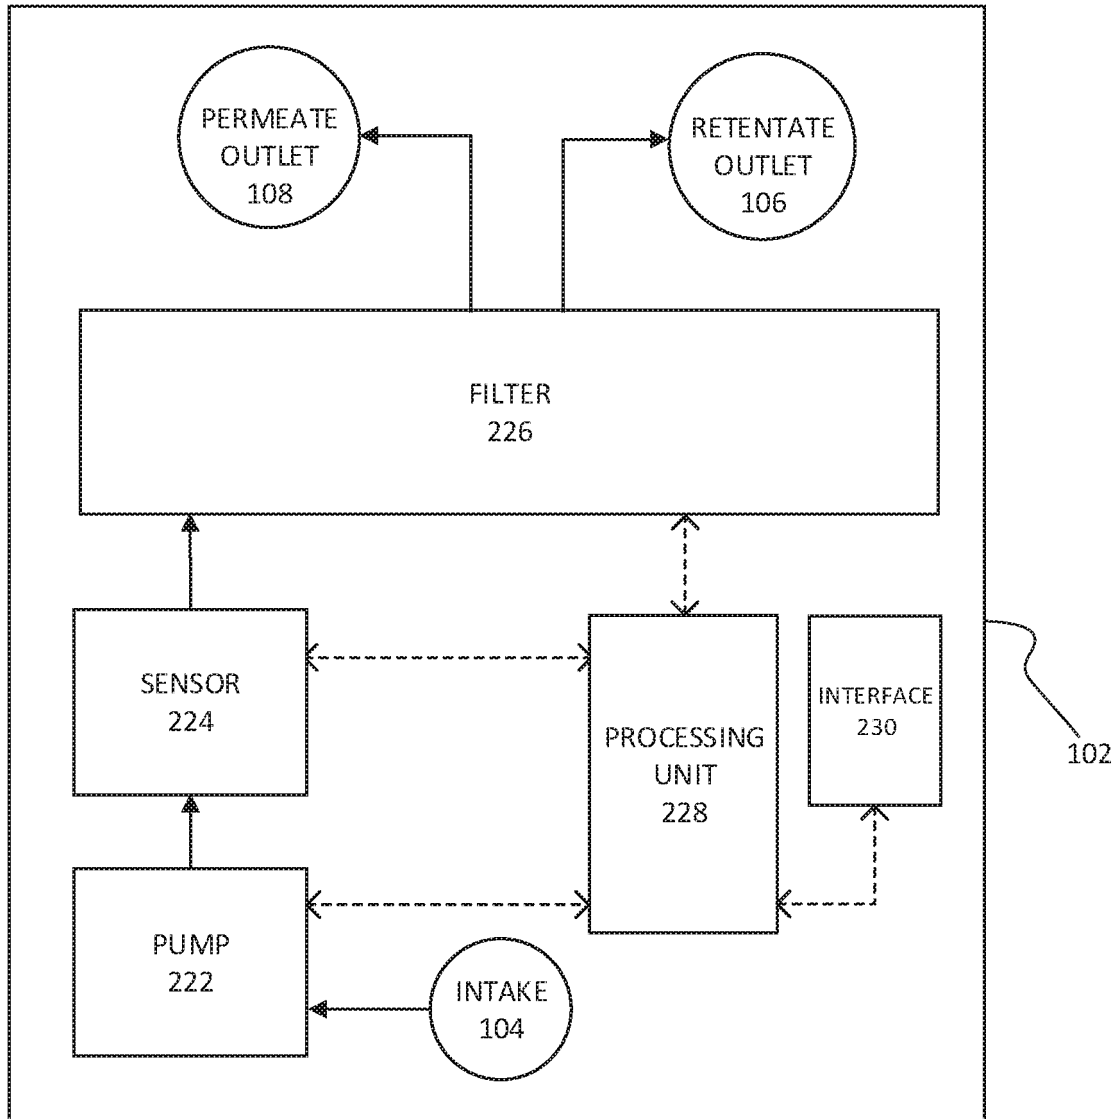 PERMEATE
OUTLET
108
RETENTATE
OUTLET
106
FILTER
226
SENSOR
224
PROCESSING
UNIT
228
INTERFACE
230
102
PUMP
222
INTAKE
104